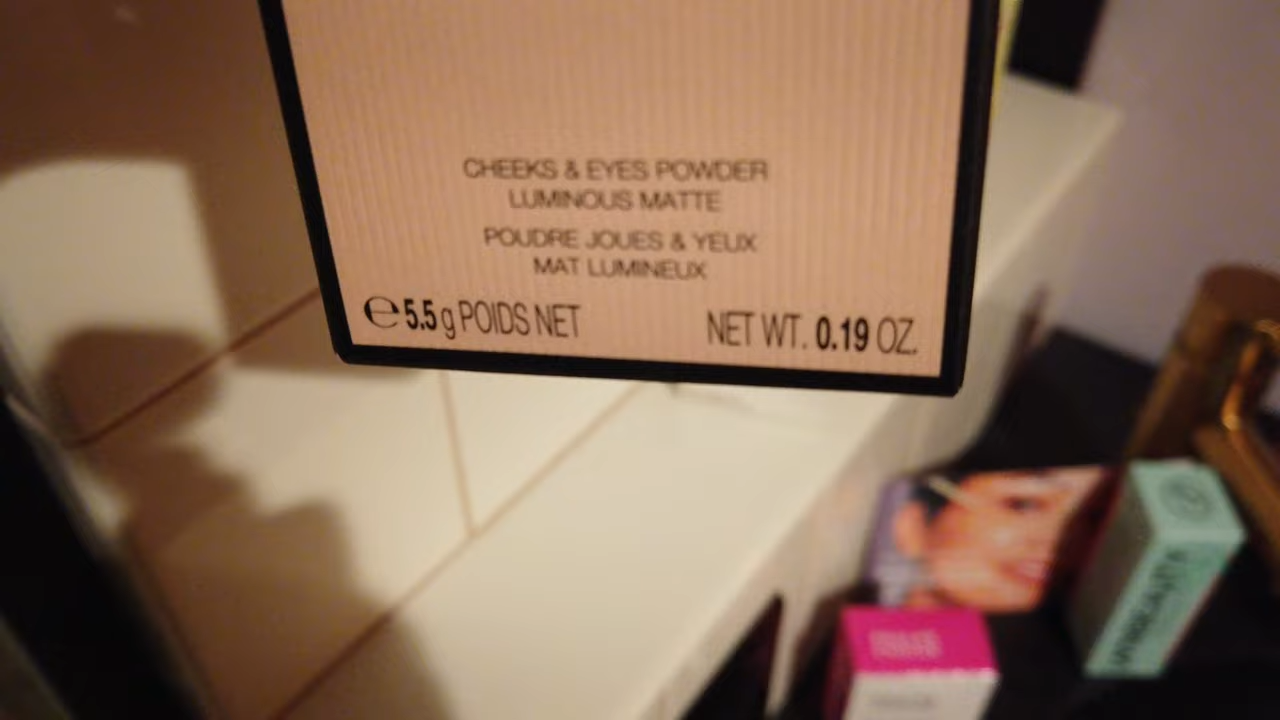 CHEEKS & EYES POWDER
LUMINOUS MATTE
POUDRE JOUES & YEUX
MAT LUMINEUX
℮ 5.5 g POIDS NET
NET WT. 0.19 OZ.